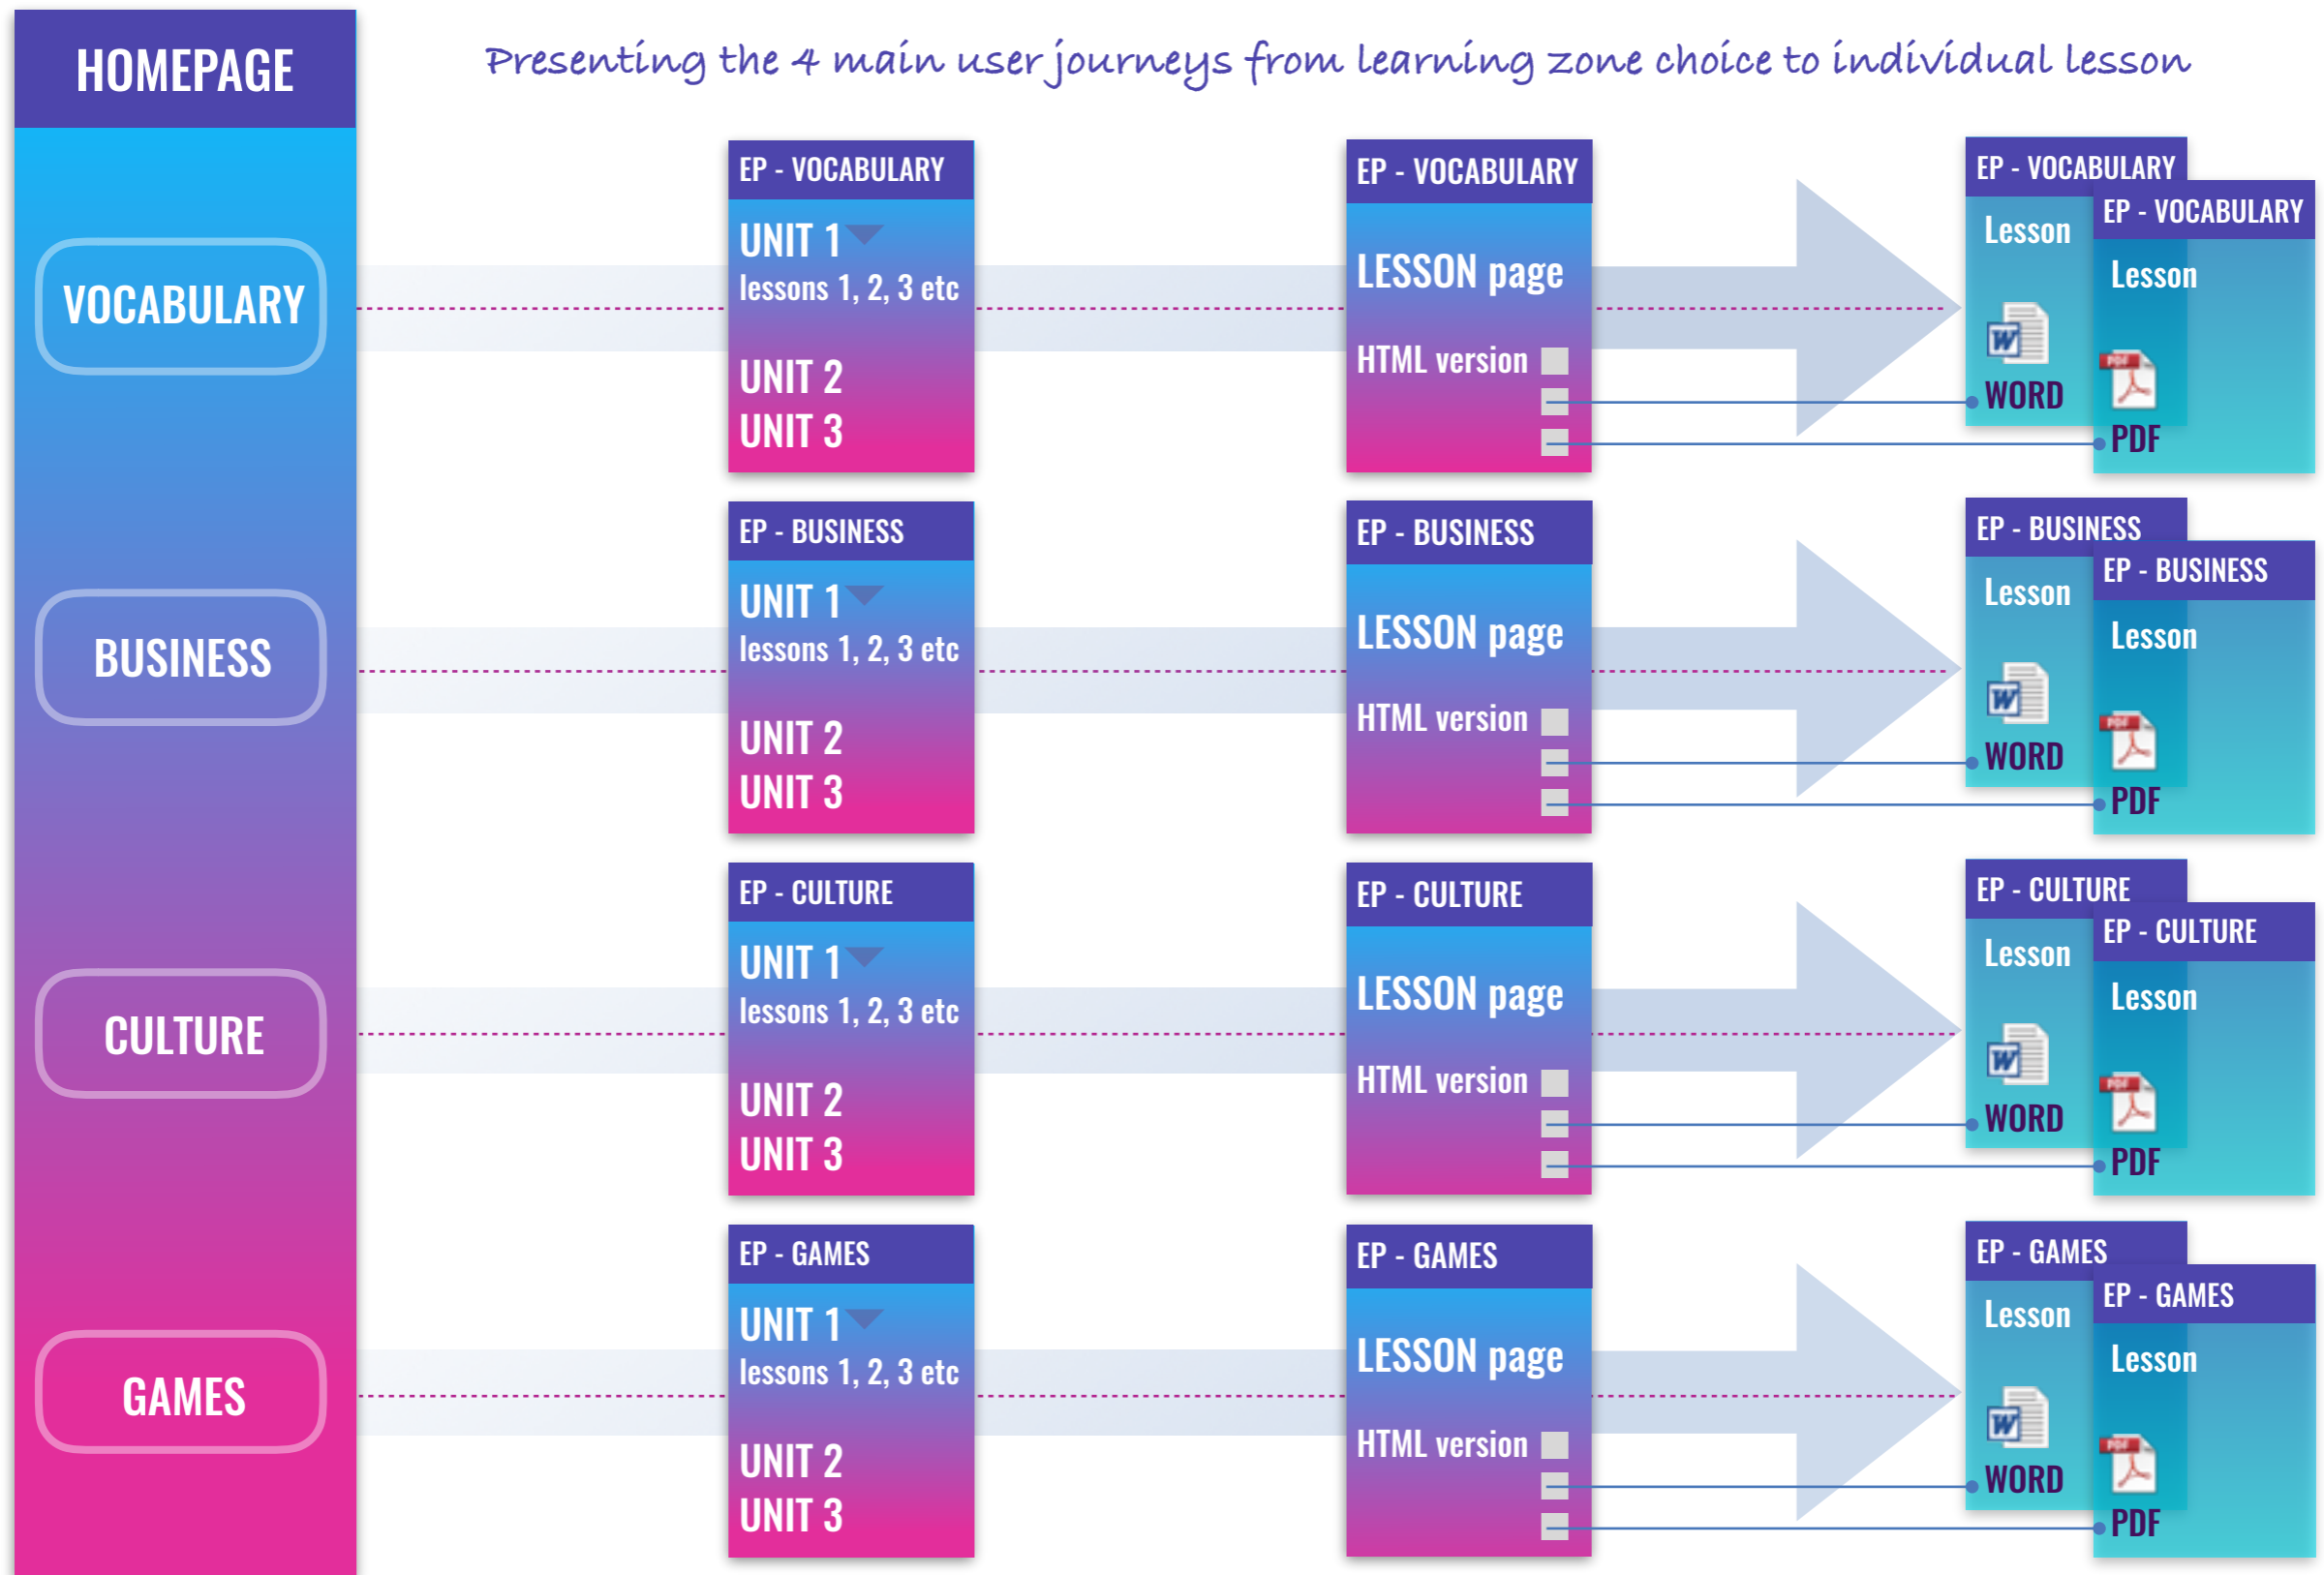 HOMEPAGE
Presenting the 4 main user journeys from learning zone choice to individual lesson
VOCABULARY
EP - VOCABULARY
UNIT 1
lessons 1, 2, 3 etc
UNIT 2
UNIT 3
EP - VOCABULARY
LESSON page
HTML version
EP - VOCABULARY
Lesson
W
WORD
EP - VOCABULARY
Lesson
PDF
PDF
BUSINESS
EP - BUSINESS
UNIT 1
lessons 1, 2, 3 etc
UNIT 2
UNIT 3
EP - BUSINESS
LESSON page
HTML version
EP - BUSINESS
Lesson
W
WORD
EP - BUSINESS
Lesson
PDF
PDF
CULTURE
EP - CULTURE
UNIT 1
lessons 1, 2, 3 etc
UNIT 2
UNIT 3
EP - CULTURE
LESSON page
HTML version
EP - CULTURE
Lesson
W
WORD
EP - CULTURE
Lesson
PDF
PDF
GAMES
EP - GAMES
UNIT 1
lessons 1, 2, 3 etc
UNIT 2
UNIT 3
EP - GAMES
LESSON page
HTML version
EP - GAMES
Lesson
W
WORD
EP - GAMES
Lesson
PDF
PDF